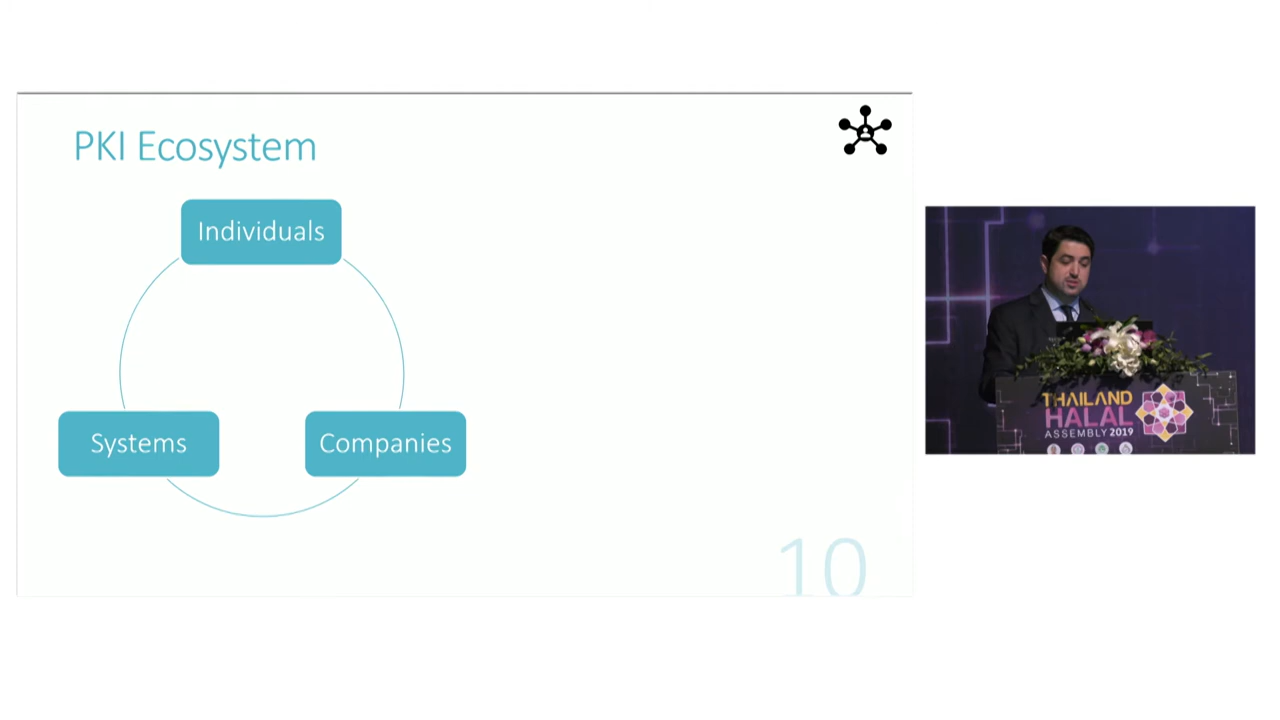 PKI Ecosystem
Individuals
Systems
Companies
10
THAILAND
HALAL
ASSEMBLY 2019